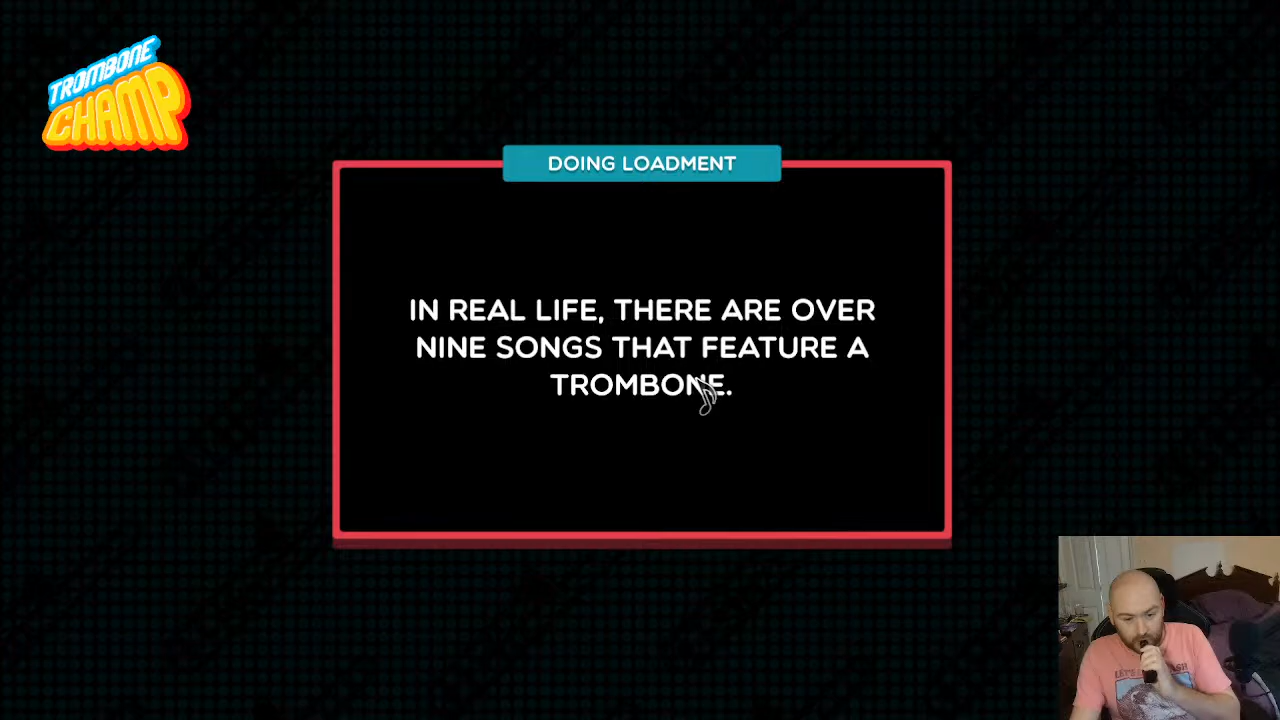 TROMBONE
CHAMP
DOING LOADMENT
IN REAL LIFE, THERE ARE OVER
NINE SONGS THAT FEATURE A
TROMBONE.